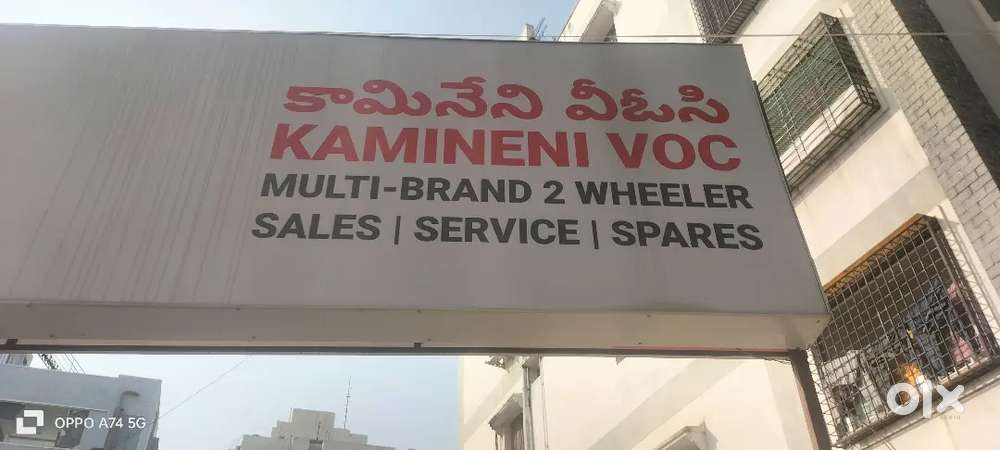 కామినేని వీఓసి
KAMINENI VOC
MULTI-BRAND 2 WHEELER
SALES | SERVICE | SPARES
OPPO A74 5G
olx